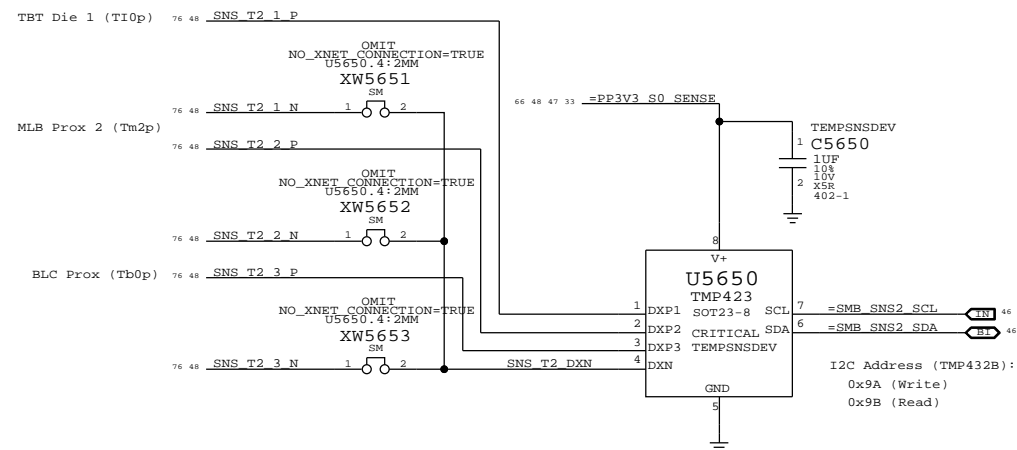 TBT Die 1 (TI0p) 76 48 SNS_T2_1_P
OMIT
NO_XNET_CONNECTION=TRUE
U5650.4:2MM
XW5651
SM
76 48 SNS_T2_1_N 1 2
MLB Prox 2 (Tm2p)
76 48 SNS_T2_2_P
OMIT
NO_XNET_CONNECTION=TRUE
U5650.4:2MM
XW5652
SM
76 48 SNS_T2_2_N 1 2
BLC Prox (Tb0p) 76 48 SNS_T2_3_P
OMIT
NO_XNET_CONNECTION=TRUE
U5650.4:2MM
XW5653
SM
76 48 SNS_T2_3_N 1 2 SNS_T2_DXN
66 48 47 33 =PP3V3_S0_SENSE
TEMPSNSDEV
1 C5650
1UF
10%
10V
2 X5R
402-1
8
V+
U5650
TMP423
1 DXP1 SOT23-8 SCL 7 =SMB_SNS2_SCL IN 46
2 DXP2 CRITICAL SDA 6 =SMB_SNS2_SDA BI 46
3 DXP3 TEMPSNSDEV
4 DXN
GND
5
I2C Address (TMP432B):
0x9A (Write)
0x9B (Read)